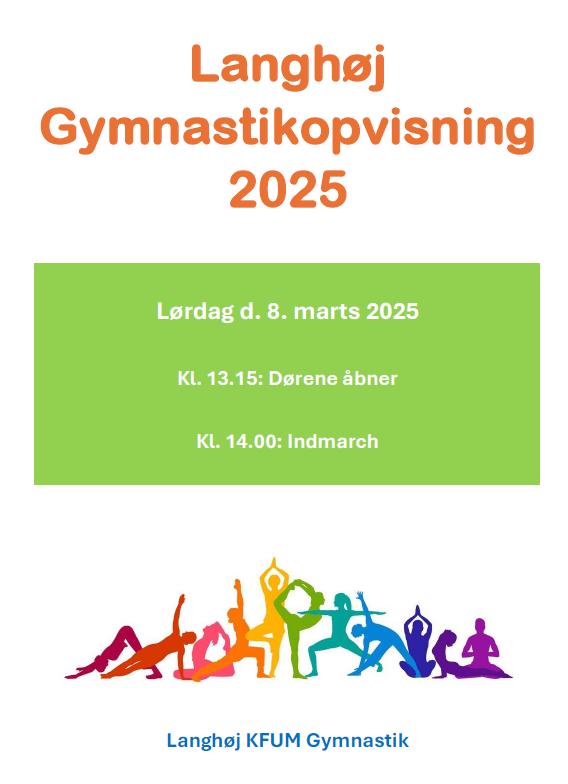 Langhøj
Gymnastikopvisning
2025
Lørdag d. 8. marts 2025
Kl. 13.15: Dørene åbner
Kl. 14.00: Indmarch
Langhøj KFUM Gymnastik